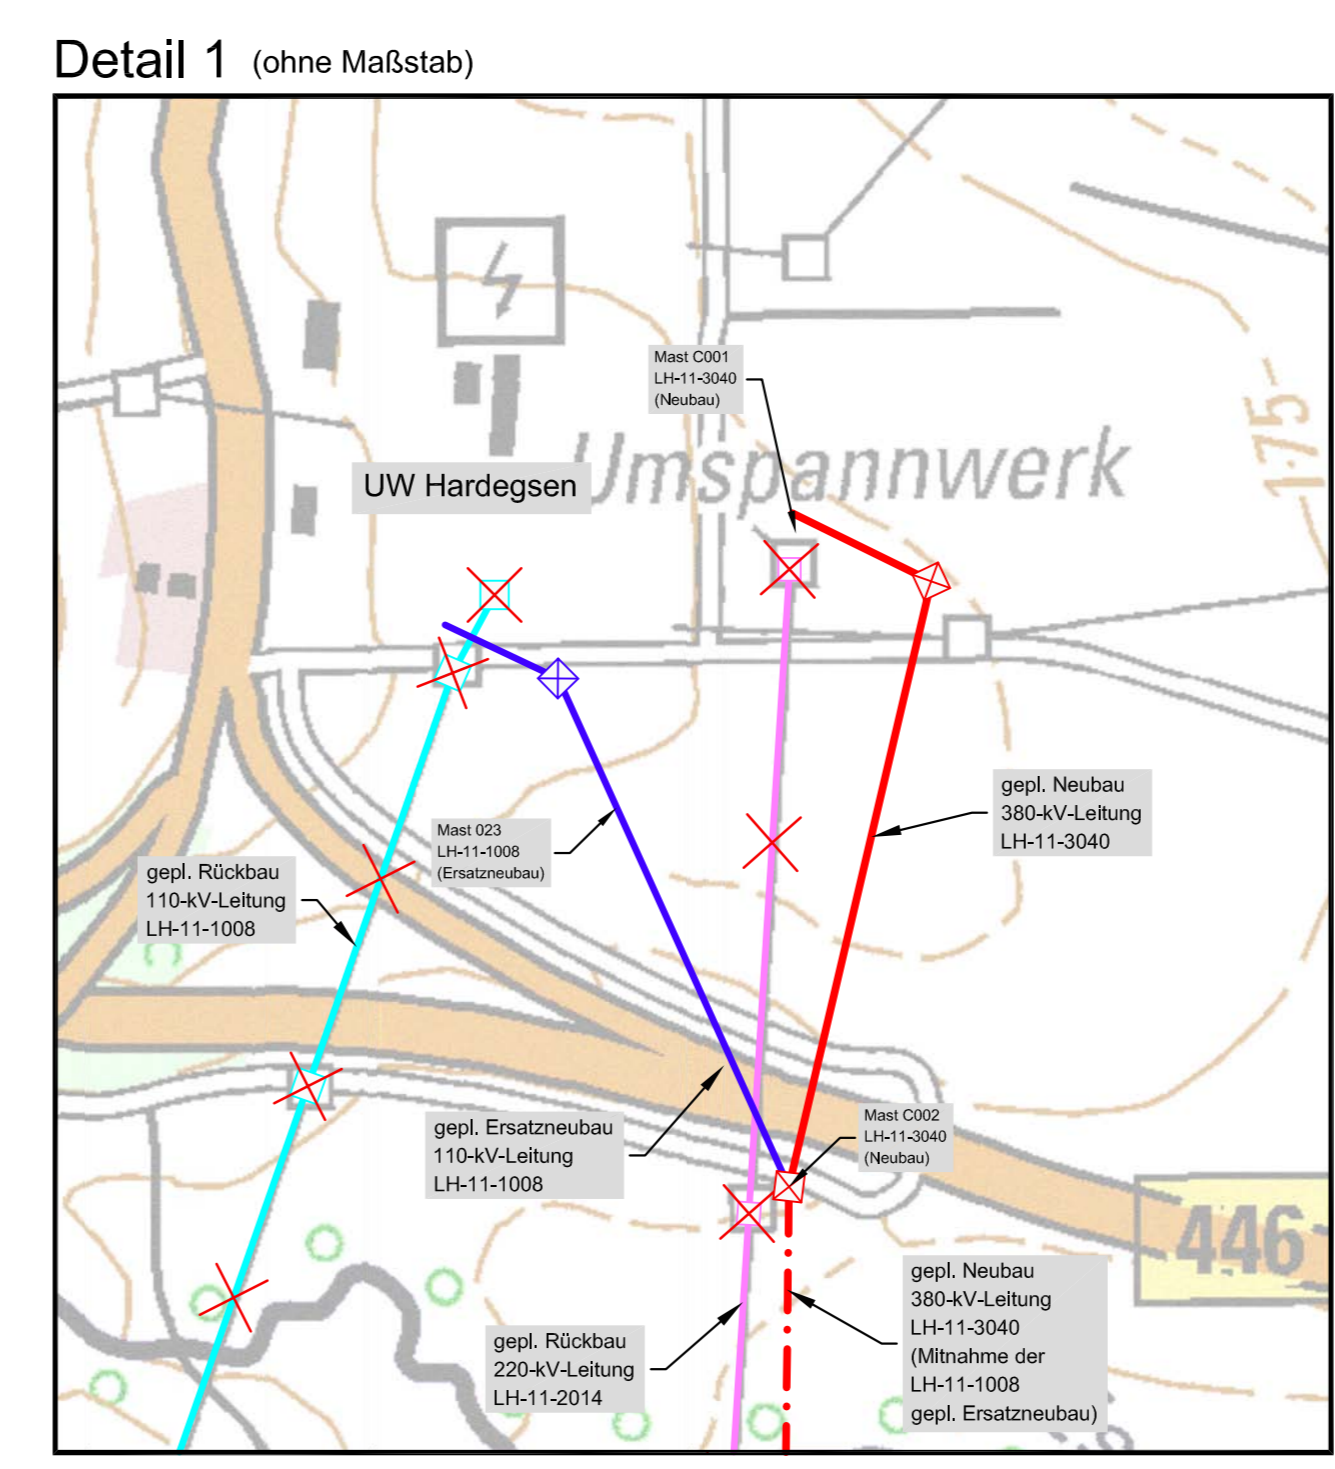 Detail 1 (ohne Maßstab)
Mast C001
LH-11-3040
(Neubau)
175
Umspannwerk
UW Hardegsen
gepl. Neubau
380-kV-Leitung
LH-11-3040
Mast 023
LH-11-1008
(Ersatzneubau)
gepl. Rückbau
110-kV-Leitung
LH-11-1008
gepl. Ersatzneubau
110-kV-Leitung
LH-11-1008
Mast C002
LH-11-3040
(Neubau)
446
gepl. Neubau
380-kV-Leitung
LH-11-3040
(Mitnahme der
LH-11-1008
gepl. Ersatzneubau)
gepl. Rückbau
220-kV-Leitung
LH-11-2014